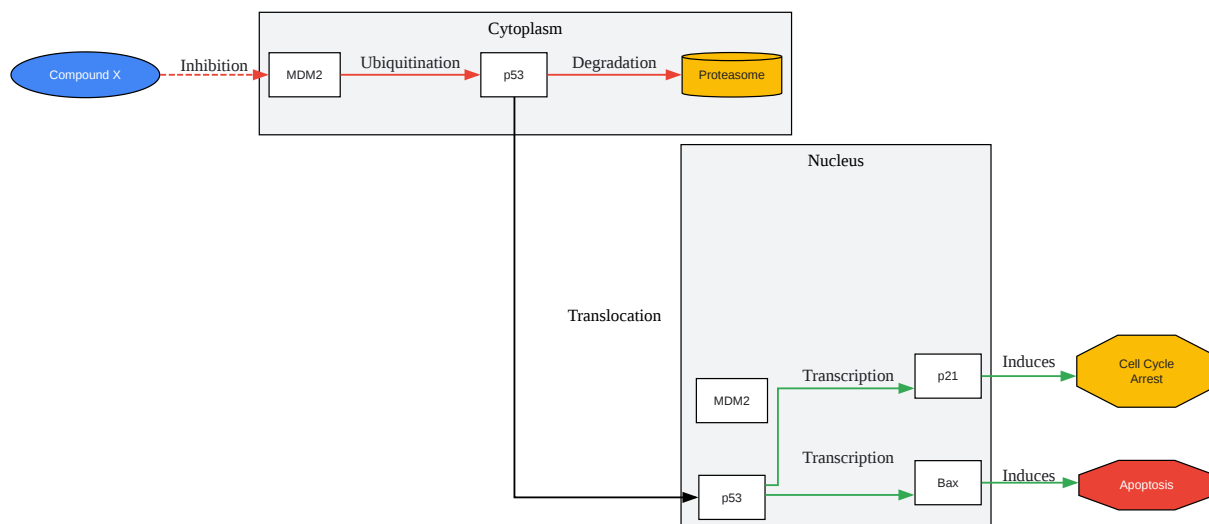 Cytoplasm
Compound X
Inhibition
MDM2
Ubiquitination
p53
Degradation
Proteasome
Nucleus
Translocation
MDM2
Transcription
p21
Induces
Cell Cycle
Arrest
p53
Transcription
Bax
Induces
Apoptosis